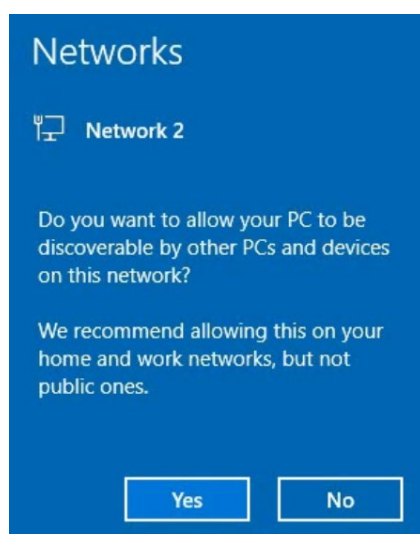 Networks
Network 2
Do you want to allow your PC to be
discoverable by other PCs and devices
on this network?
We recommend allowing this on your
home and work networks, but not
public ones.
Yes No